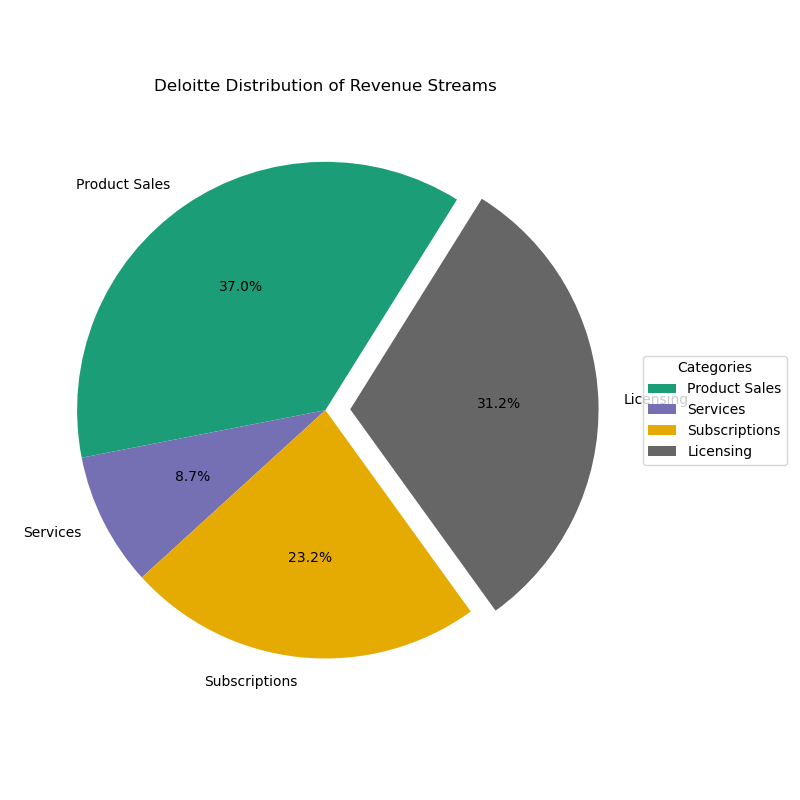 Deloitte Distribution of Revenue Streams
Product Sales
37.0%
31.2%
Licensing
Categories
Product Sales
Services
Subscriptions
Licensing
8.7%
Services
23.2%
Subscriptions